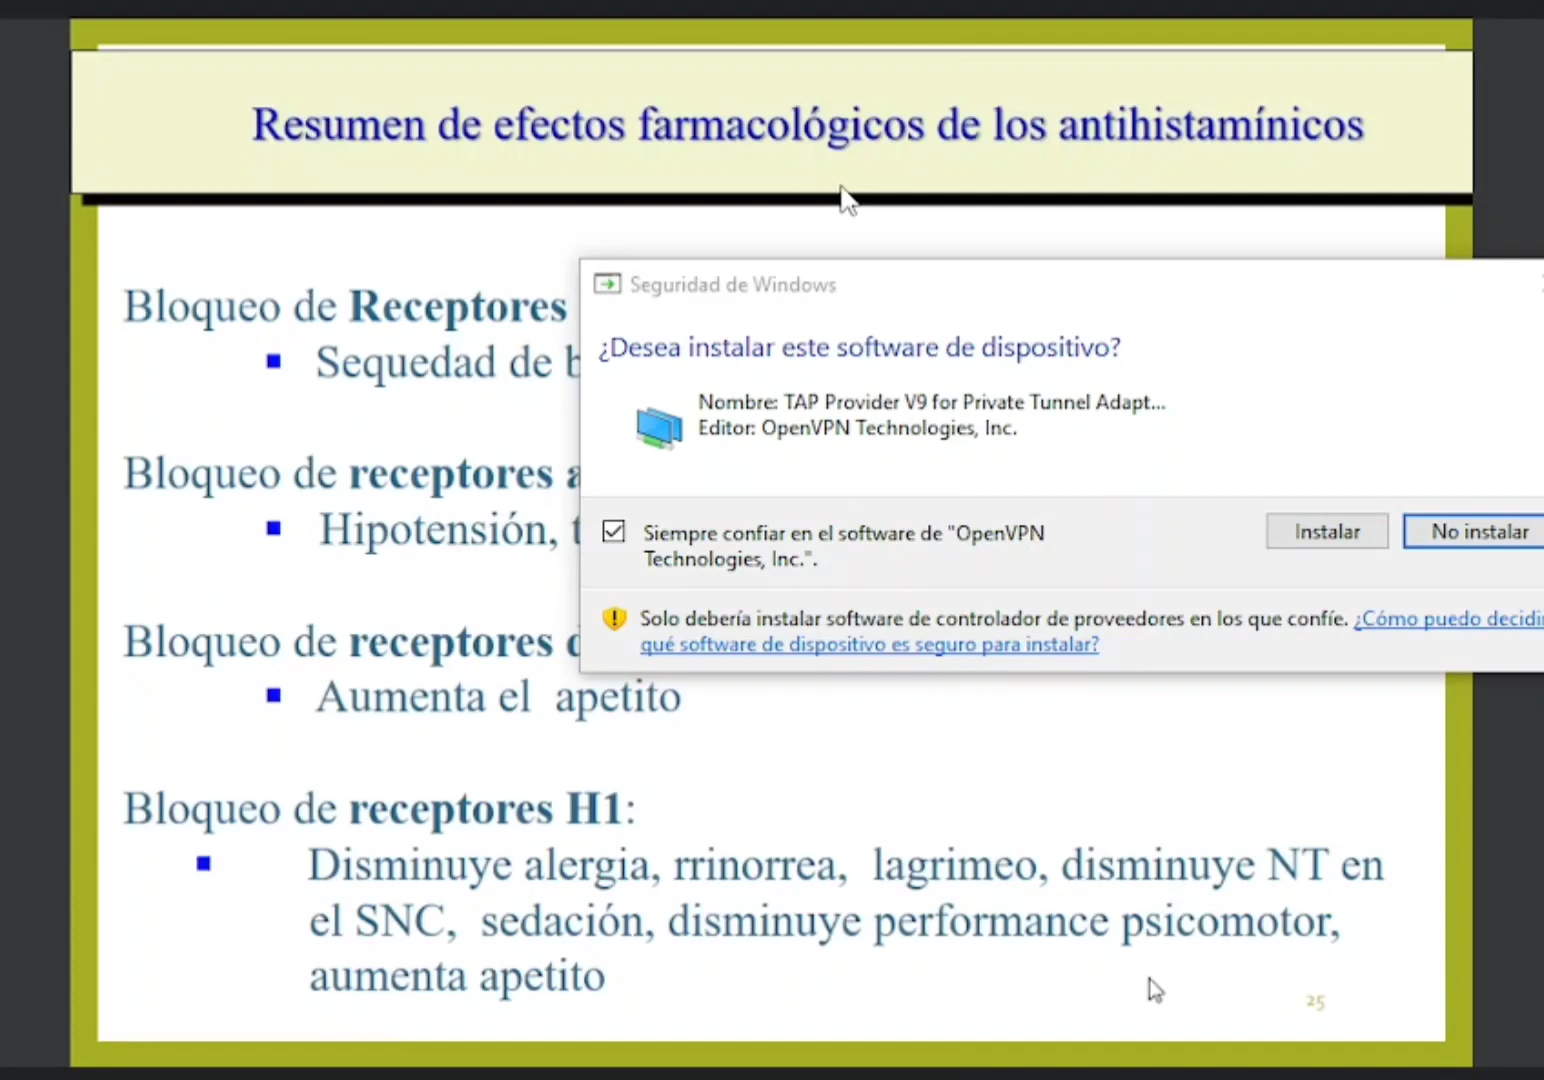 Resumen de efectos farmacológicos de los antihistamínicos
Bloqueo de Receptores
Sequedad de
Bloqueo de receptores
Hipotensión,
Bloqueo de receptores
Aumenta el apetito
Bloqueo de receptores H1:
Disminuye alergia, rrinorrea, lagrimeo, disminuye NT en
el SNC, sedación, disminuye performance psicomotor,
aumenta apetito
25
Seguridad de Windows
¿Desea instalar este software de dispositivo?
Nombre: TAP Provider V9 for Private Tunnel Adapt...
Editor: OpenVPN Technologies, Inc.
Siempre confiar en el software de "OpenVPN
Technologies, Inc.".
Instalar
No instalar
Solo debería instalar software de controlador de proveedores en los que confíe. ¿Cómo puedo
qué software de dispositivo es seguro para instalar?